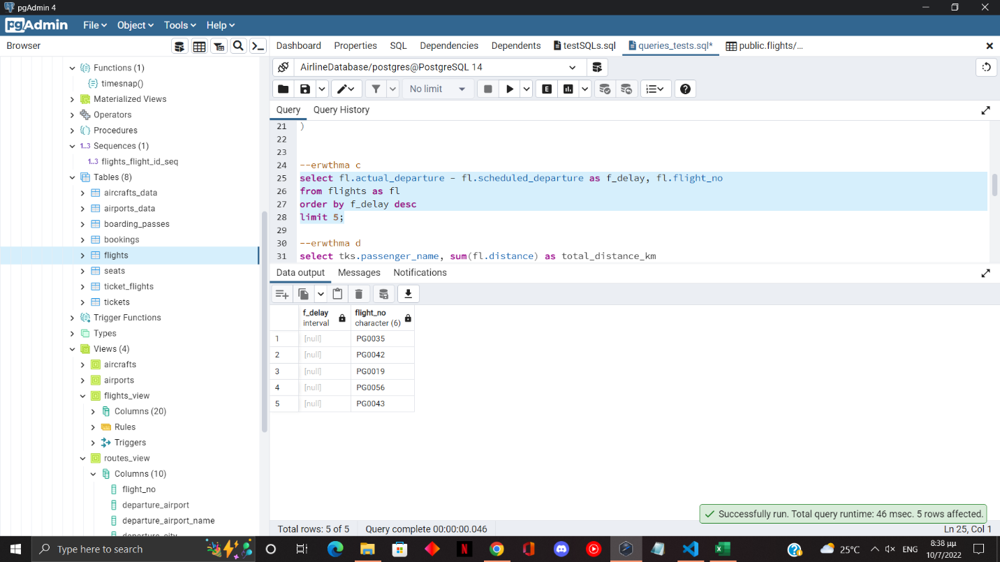 pgAdmin 4
pgAdmin File Object Tools Help
Browser
Dashboard Properties SQL Dependencies Dependents testSQLs.sql queries_tests.sql* public.flights/...
Functions (1)
timesnap()
Materialized Views
Operators
Procedures
1..3 Sequences (1)
1..3 flights_flight_id_seq
Tables (8)
aircrafts_data
airports_data
boarding_passes
bookings
flights
seats
ticket_flights
tickets
Trigger Functions
Types
Views (4)
aircrafts
airports
flights_view
Columns (20)
Rules
Triggers
routes_view
Columns (10)
flight_no
departure_airport
departure_airport_name
departure_city
AirlineDatabase/postgres@PostgreSQL 14
No limit E
Query Query History
21 )
22
23
24 --erwthma c
25 select fl.actual_departure - fl.scheduled_departure as f_delay, fl.flight_no
26 from flights as fl
27 order by f_delay desc
28 limit 5;
29
30 --erwthma d
31 select tks.passenger_name, sum(fl.distance) as total_distance_km
Data output Messages Notifications
f_delay flight_no
interval character (6)
1 [null] PG0035
2 [null] PG0042
3 [null] PG0019
4 [null] PG0056
5 [null] PG0043
Successfully run. Total query runtime: 46 msec. 5 rows affected.
Total rows: 5 of 5 Query complete 00:00:00.046 Ln 25, Col 1
Type here to search
25°C ENG
8:38 μμ
10/7/2022